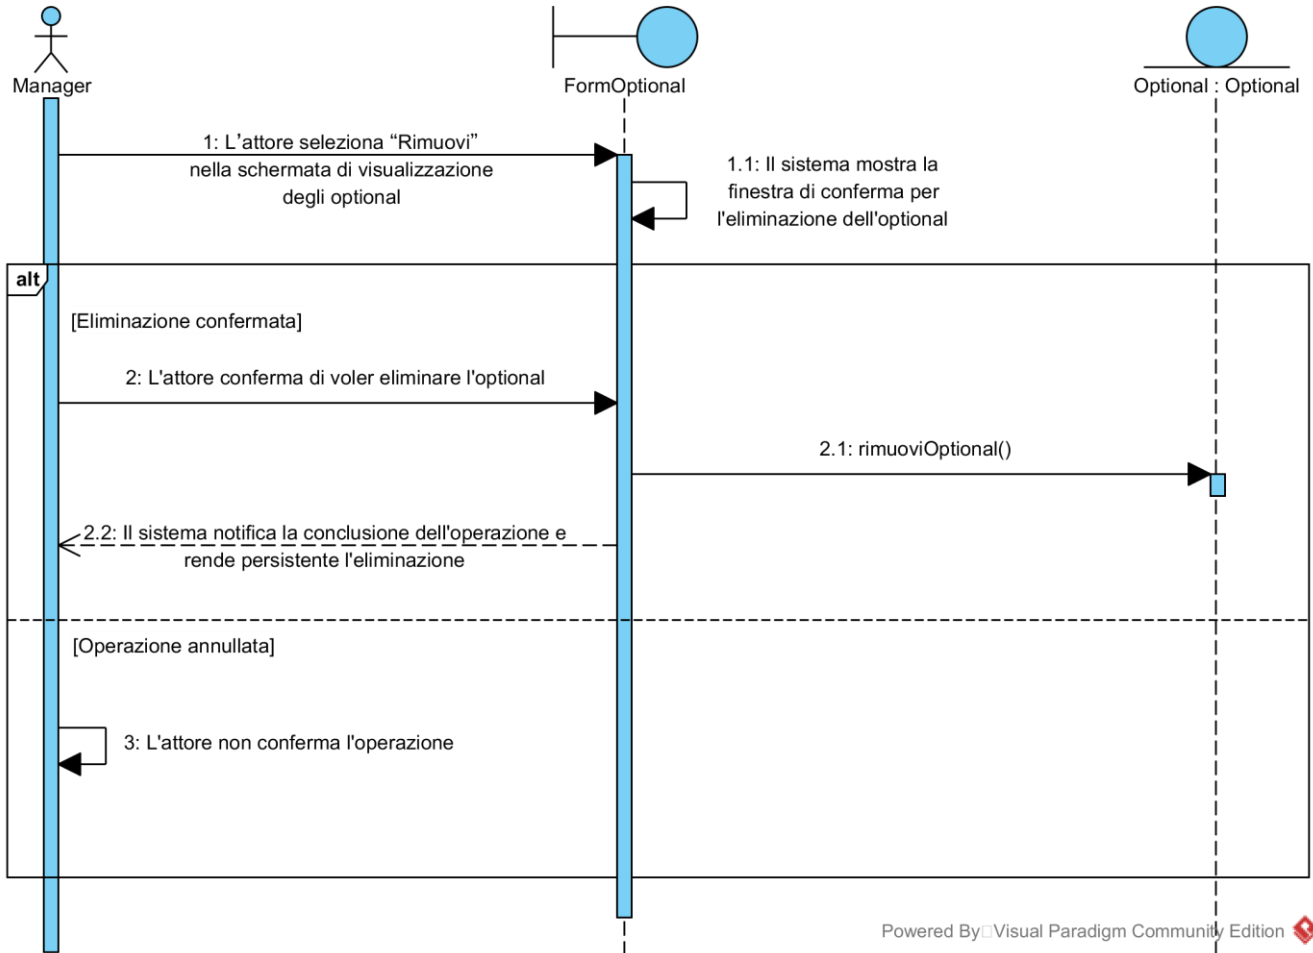 Manager
FormOptional
Optional : Optional
1: L'attore seleziona “Rimuovi”
nella schermata di visualizzazione
degli optional
1.1: Il sistema mostra la
finestra di conferma per
l'eliminazione dell'optional
alt
[Eliminazione confermata]
2: L'attore conferma di voler eliminare l'optional
2.1: rimuoviOptional()
2.2: Il sistema notifica la conclusione dell'operazione e
rende persistente l'eliminazione
[Operazione annullata]
3: L'attore non conferma l'operazione
Powered By Visual Paradigm Community Edition